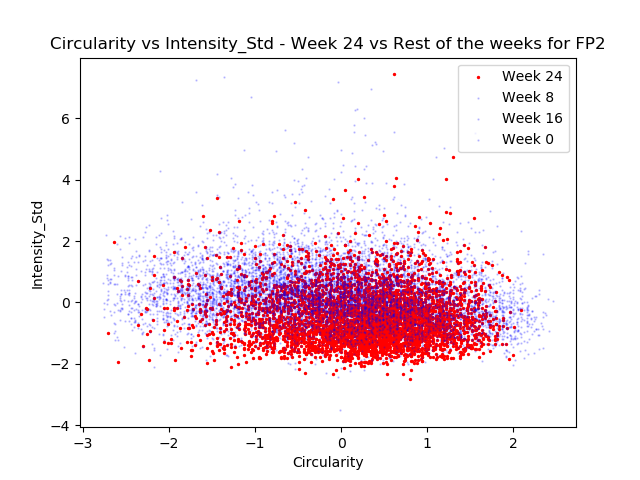 Circularity vs Intensity_Std - Week 24 vs Rest of the weeks for FP2
Week 24
Week 8
Week 16
Week 0
6
4
2
0
−2
−4
Intensity_Std
−3 −2 −1 0 1 2
Circularity